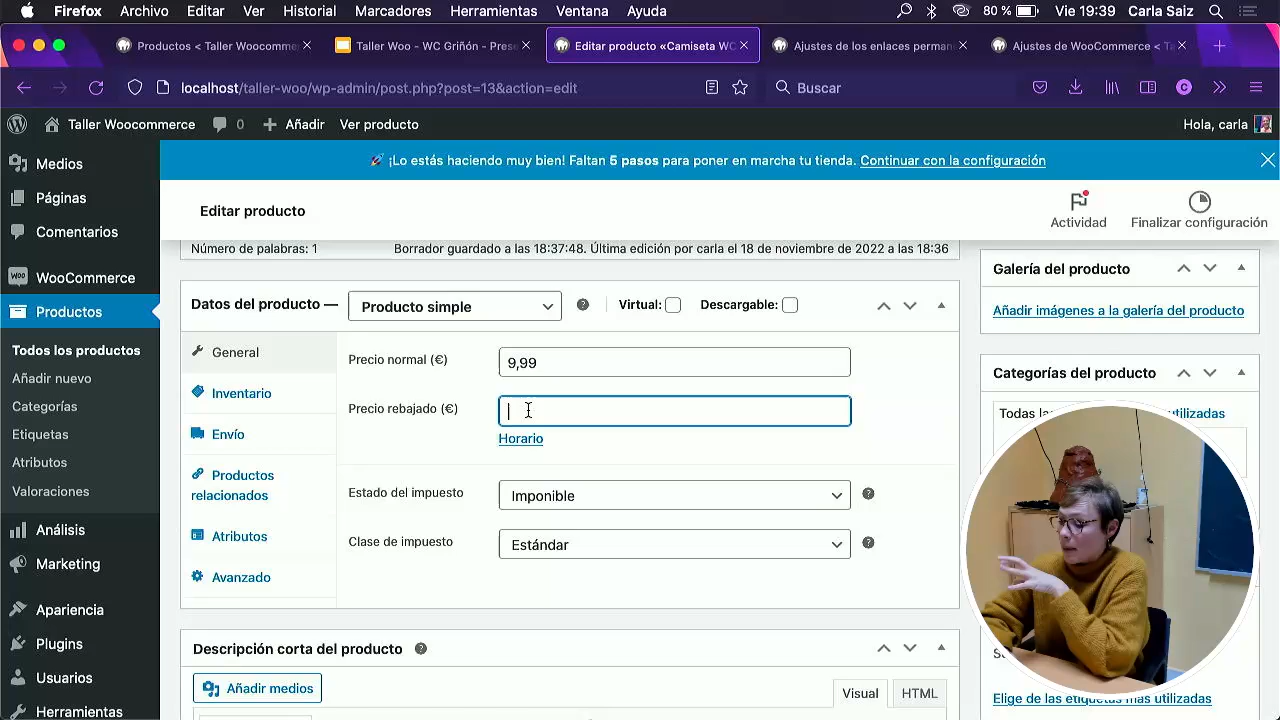 Firefox Archivo Editar Ver Historial Marcadores Herramientas Ventana Ayuda 80 % Vie 19:39 Carla Saiz
Productos < Taller Woocomme
Taller Woo - WC Griñón - Pres
Editar producto «Camiseta WC
Ajustes de los enlaces perman
Ajustes de WooCommerce < Ta
localhost/taller-woo/wp-admin/post.php?post=13&action=edit
Buscar
Taller Woocommerce 0 Añadir Ver producto Hola, carla
¡Lo estás haciendo muy bien! Faltan 5 pasos para poner en marcha tu tienda. Continuar con la configuración
Editar producto
Actividad
Finalizar configuración
Medios
Páginas
Comentarios
WooCommerce
Productos
Todos los productos
Añadir nuevo
Categorías
Etiquetas
Atributos
Valoraciones
Análisis
Marketing
Apariencia
Plugins
Usuarios
Herramientas
Número de palabras: 1
Borrador guardado a las 18:37:48. Última edición por carla el 18 de noviembre de 2022 a las 18:36
Datos del producto —
Producto simple
Virtual:
Descargable:
General
Inventario
Envío
Productos
relacionados
Atributos
Avanzado
Precio normal (€)
9,99
Precio rebajado (€)
Horario
Estado del impuesto
Imponible
Clase de impuesto
Estándar
Descripción corta del producto
Añadir medios
Visual
HTML
Galería del producto
Añadir imágenes a la galería del producto
Categorías del producto
Elige de las etiquetas más utilizadas